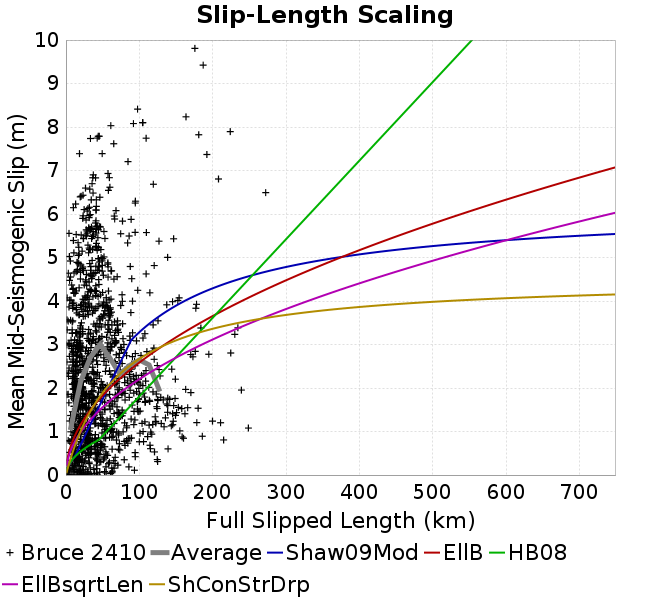 Slip-Length Scaling
Mean Mid-Seismogenic Slip (m)
10
9
8
7
6
5
4
3
2
1
0
0 100 200 300 400 500 600 700
Full Slipped Length (km)
Bruce 2410 Average Shaw09Mod EllB HB08
EllBsqrtLen ShConStrDrp